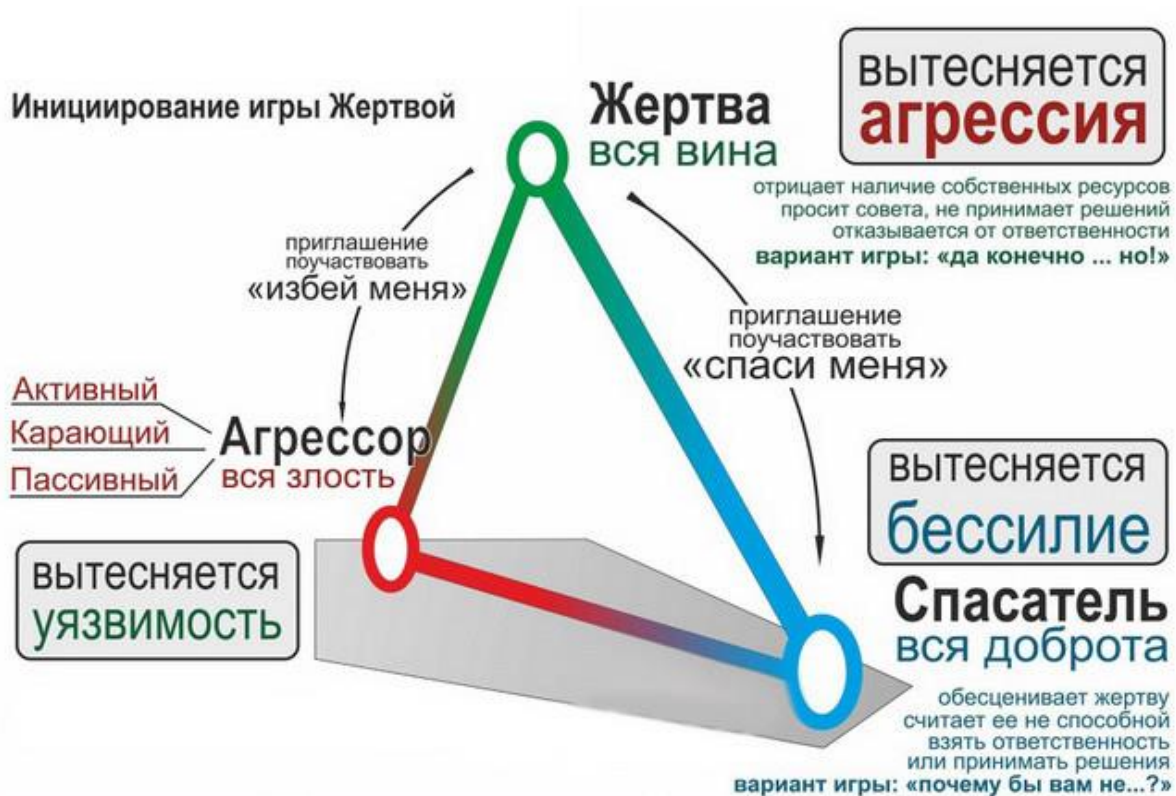 Инициирование игры Жертвой
Жертва
вся вина
вытесняется
агрессия
отрицает наличие собственных ресурсов
просит совета, не принимает решений
отказывается от ответственности
вариант игры: «да конечно ... но!»
приглашение
поучаствовать
«избей меня»
приглашение
поучаствовать
«спаси меня»
Активный
Карающий
Пассивный
Агрессор
вся злость
вытесняется
уязвимость
вытесняется
бессилие
Спасатель
вся доброта
обесценивает жертву
считает ее не способной
взять ответственность
или принимать решения
вариант игры: «почему бы вам не...?»